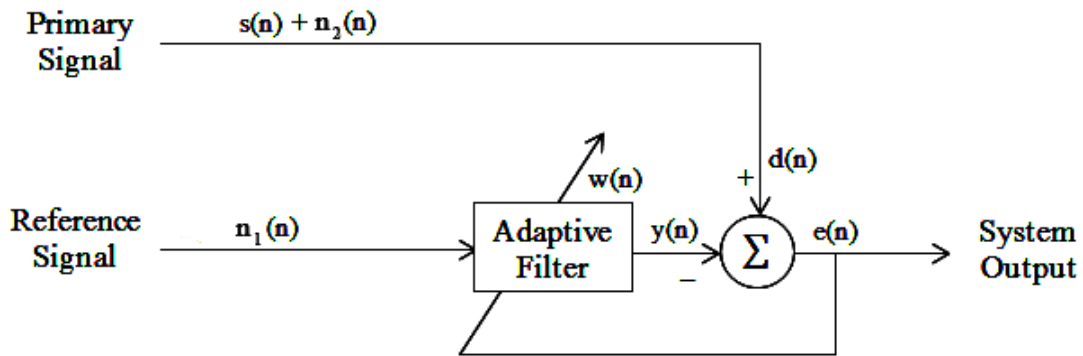 Primary
Signal
s(n) + n₂(n)
d(n)
+
w(n)
Reference
Signal
n₁(n)
Adaptive
Filter
y(n)
−
Σ
e(n)
System
Output